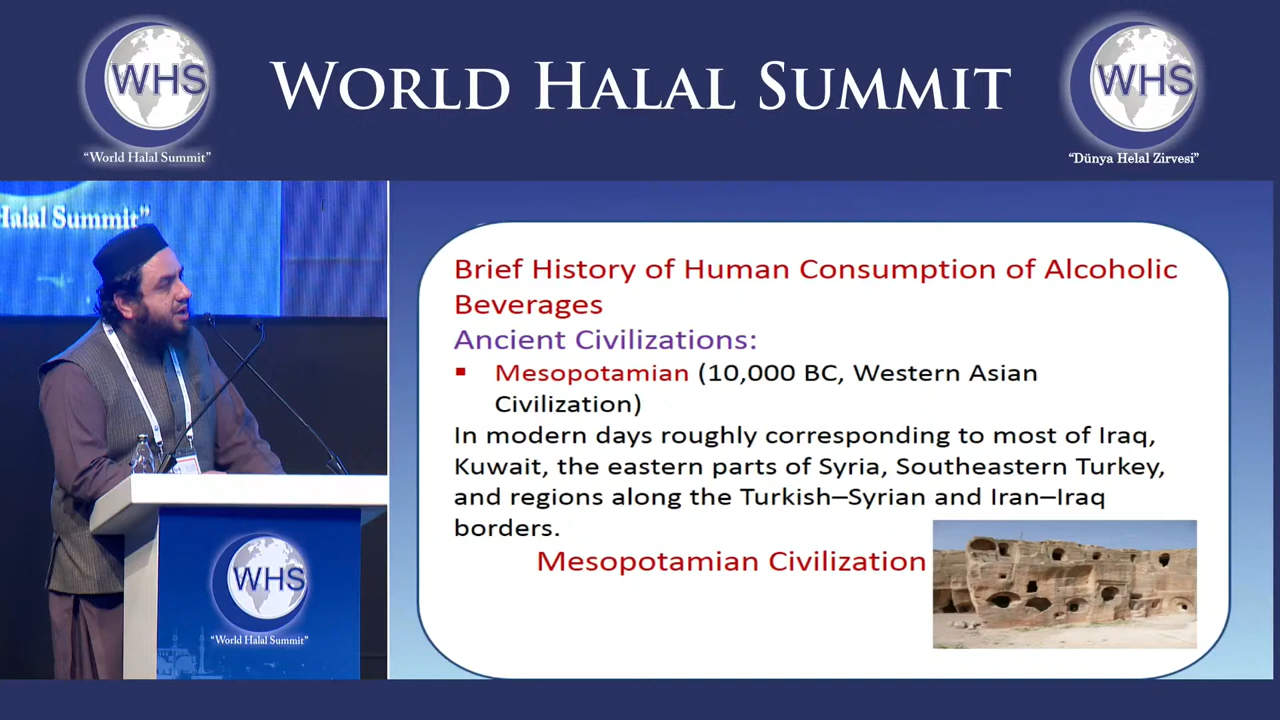 WHS
"World Halal Summit"
WORLD HALAL SUMMIT
WHS
"Dünya Helal Zirvesi"
Halal Summit"
Brief History of Human Consumption of Alcoholic
Beverages
Ancient Civilizations:
▪ Mesopotamian (10,000 BC, Western Asian
Civilization)
In modern days roughly corresponding to most of Iraq,
Kuwait, the eastern parts of Syria, Southeastern Turkey,
and regions along the Turkish–Syrian and Iran–Iraq
borders.
Mesopotamian Civilization
WHS
"World Halal Summit"